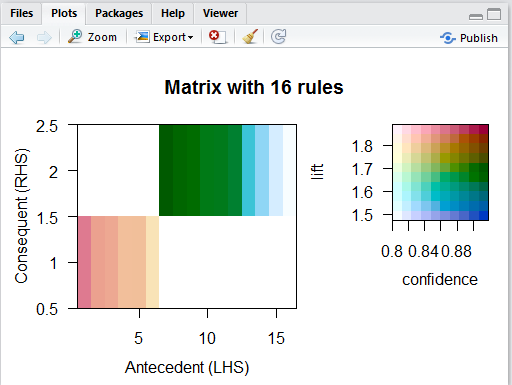 Files Plots Packages Help Viewer
Zoom Export Publish
Matrix with 16 rules
Consequent (RHS)
2.5
2
1.5
1
0.5
5 10 15
Antecedent (LHS)
lift
1.8
1.7
1.6
1.5
0.8 0.84 0.88
confidence